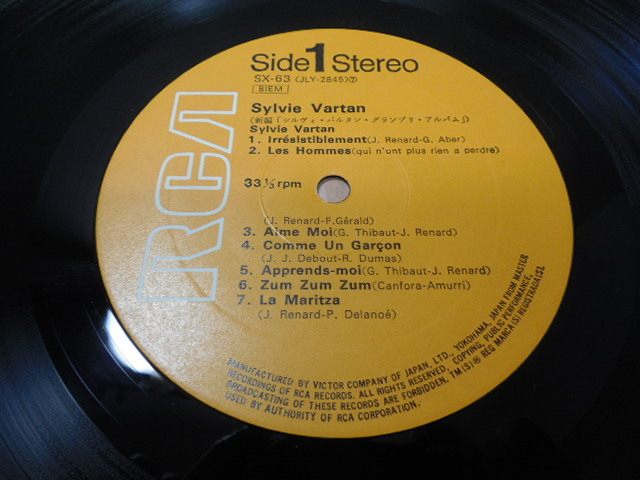 Side 1 Stereo
SX-63 (JLY-2845)⑦
BIEM
Sylvie Vartan
(新編「シルヴィ・バルタン・グランプリ・アルバム」)
Sylvie Vartan
1. Irrésistiblement(J. Renard-G. Aber)
2. Les Hommes(qui n'ont plus rien a perdre)
33⅓rpm
(J. Renard-F.Gérald)
3. Aime Moi(G. Thibaut-J. Renard)
4. Comme Un Garçon
(J. J. Debout-R. Dumas)
5. Apprends-moi(G. Thibaut-J. Renard)
6. Zum Zum Zum(Canfora-Amurri)
7. La Maritza
(J. Renard-P. Delanoé)
RCA
MANUFACTURED BY VICTOR COMPANY OF JAPAN, LTD., YOKOHAMA, JAPAN FROM MASTER
RECORDINGS OF RCA RECORDS. ALL RIGHTS RESERVED, COPYING, PUBLIC PERFORMANCE,
BROADCASTING OF THESE RECORDS ARE FORBIDDEN. TM(S)® REG MARCA(S) REGISTRADA(S),
USED BY AUTHORITY OF RCA CORPORATION.